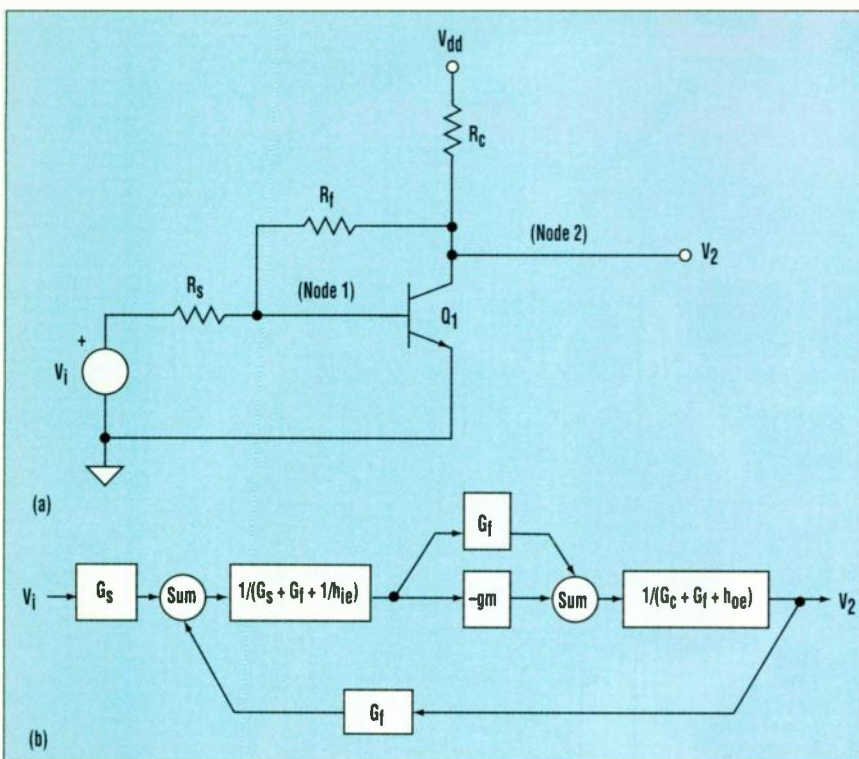 Vdd
Rc
Rf
(Node 2)
V2
Rs
(Node 1)
Q1
+
Vi
(a)
Gf
Vi
Gs
Sum
1/(Gs + Gf + 1/hie)
–gm
Sum
1/(Gc + Gf + hoe)
V2
Gf
(b)